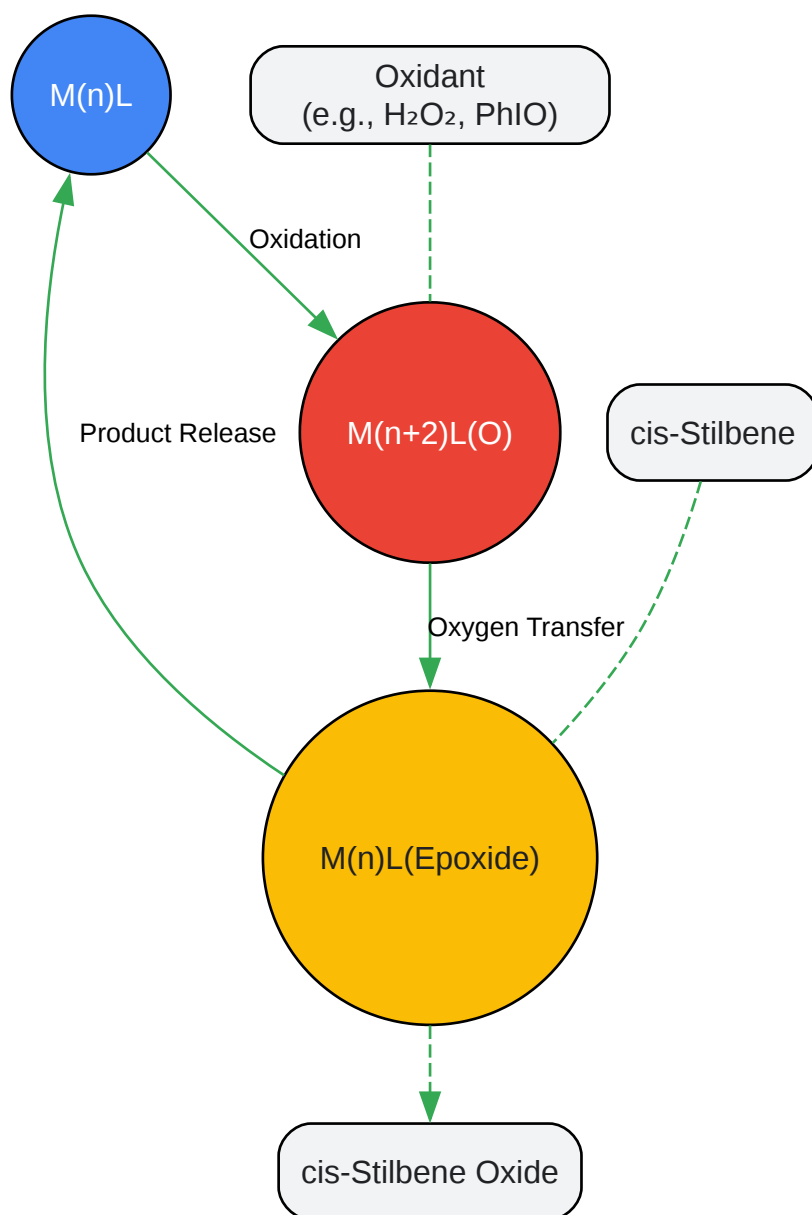 M(n)L
Oxidant
(e.g., H₂O₂, PhIO)
Oxidation
M(n+2)L(O)
Product Release
cis-Stilbene
Oxygen Transfer
M(n)L(Epoxide)
cis-Stilbene Oxide